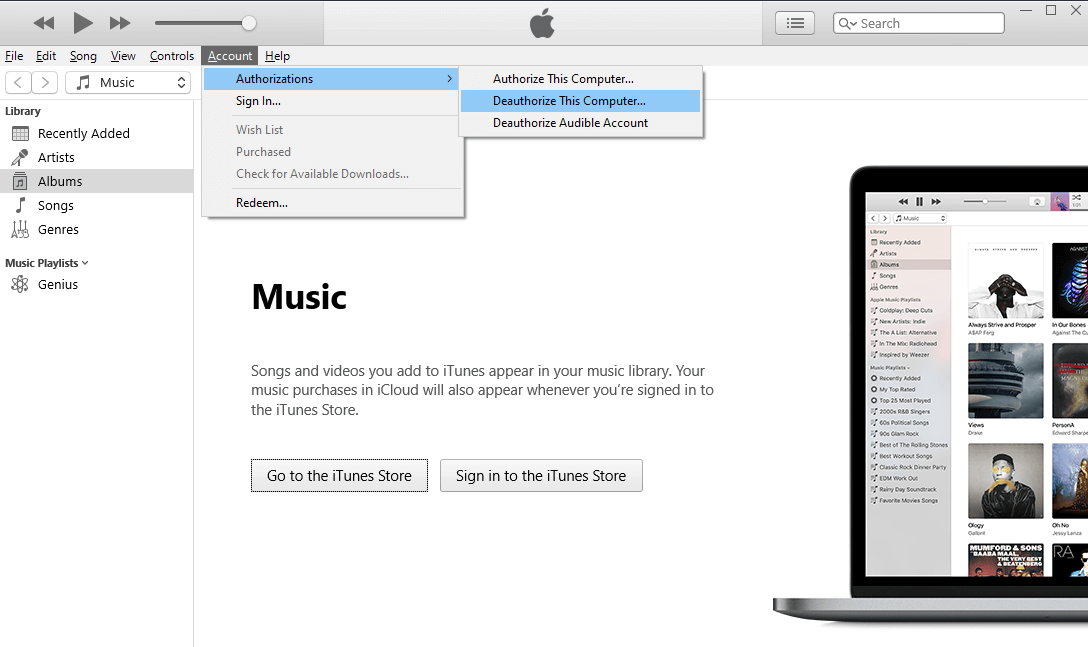 Search
File Edit Song View Controls Account Help
Music
Library
Recently Added
Artists
Albums
Songs
Genres
Music Playlists
Genius
Authorizations
Sign In...
Wish List
Purchased
Check for Available Downloads...
Redeem...
Authorize This Computer...
Deauthorize This Computer...
Deauthorize Audible Account
Music
Songs and videos you add to iTunes appear in your music library. Your
music purchases in iCloud will also appear whenever you’re signed in to
the iTunes Store.
Go to the iTunes Store
Sign in to the iTunes Store
Music
Library
Recently Added
Artists
Albums
Songs
Genres
Apple Music Playlists
Coldplay: Deep Cuts
New Artists: Indie
The A List: Alternative
In The Mix: Radiohead
Inspired by Weezer
Music Playlists
Recently Added
My Top Rated
Top 25 Most Played
2000s R&B Singers
60s Political Songs
90s Glam Rock
Best of The Rolling Stones
Best Workout Songs
Classic Rock Dinner Party
EDM Work Out
Rainy Day Soundtrack
Favorite Movies Songs
ALWAYS STRIVE AND PROSPER
Always Strive and Prosper
A$AP Ferg
AGAINST
In Our Bones
Against The Cu
Views
Drake
PersonA
Edward Sharpe
Ology
Gallant
Oh No
Jessy Lanza
MUMFORD & SONS
BAABA MAAL,
THE VERY BEST
& BEATENBERG
RA